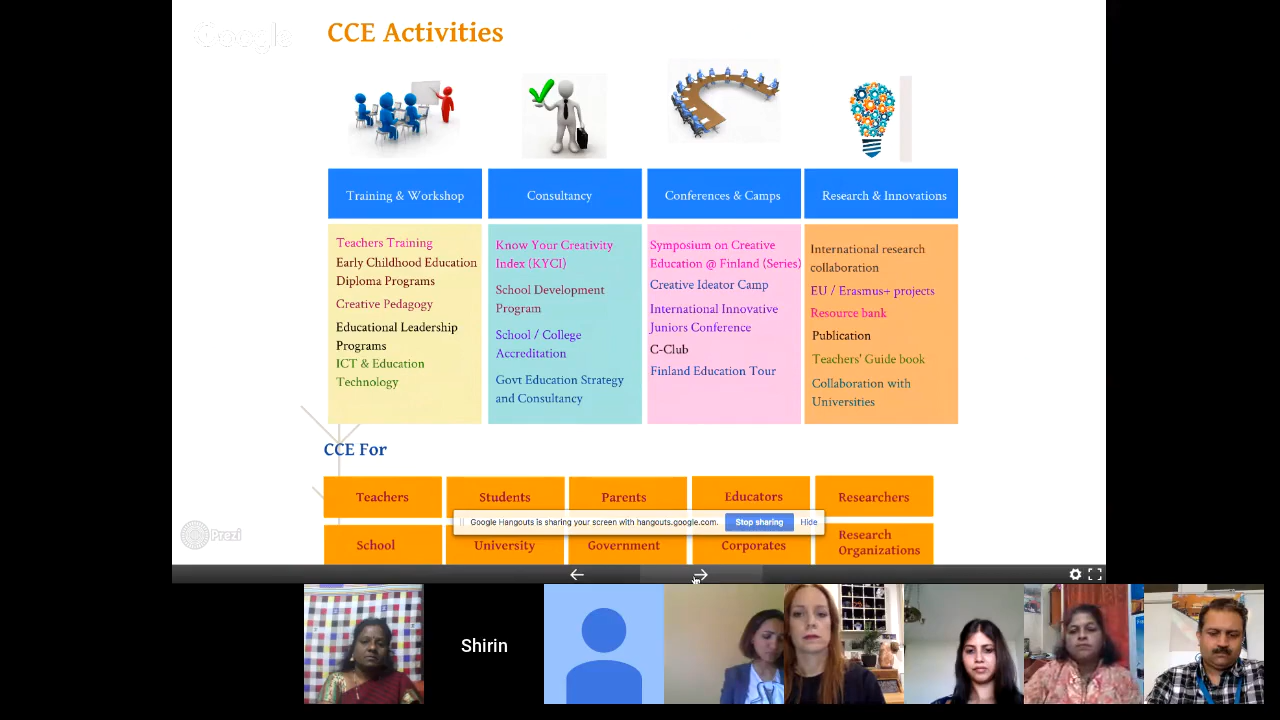 Google
CCE Activities
Training & Workshop
Consultancy
Conferences & Camps
Research & Innovations
Teachers Training
Early Childhood Education
Diploma Programs
Creative Pedagogy
Educational Leadership
Programs
ICT & Education
Technology
Know Your Creativity
Index (KYCI)
School Development
Program
School / College
Accreditation
Govt Education Strategy
and Consultancy
Symposium on Creative
Education @ Finland (Series)
Creative Ideator Camp
International Innovative
Juniors Conference
C-Club
Finland Education Tour
International research
collaboration
EU / Erasmus+ projects
Resource bank
Publication
Teachers' Guide book
Collaboration with
Universities
CCE For
Teachers
Students
Parents
Educators
Researchers
Google Hangouts is sharing your screen with hangouts.google.com.
Stop sharing
Hide
School
University
Government
Corporates
Research
Organizations
Prezi
Shirin